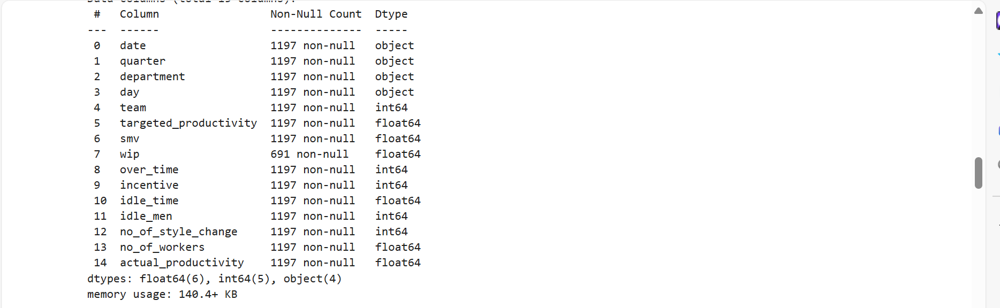 Data columns (total 15 columns):
 #   Column                 Non-Null Count  Dtype
---  ------                 --------------  -----
 0   date                   1197 non-null   object
 1   quarter                1197 non-null   object
 2   department             1197 non-null   object
 3   day                    1197 non-null   object
 4   team                   1197 non-null   int64
 5   targeted_productivity  1197 non-null   float64
 6   smv                    1197 non-null   float64
 7   wip                    691 non-null    float64
 8   over_time              1197 non-null   int64
 9   incentive              1197 non-null   int64
 10  idle_time              1197 non-null   float64
 11  idle_men               1197 non-null   int64
 12  no_of_style_change     1197 non-null   int64
 13  no_of_workers          1197 non-null   float64
 14  actual_productivity    1197 non-null   float64
dtypes: float64(6), int64(5), object(4)
memory usage: 140.4+ KB